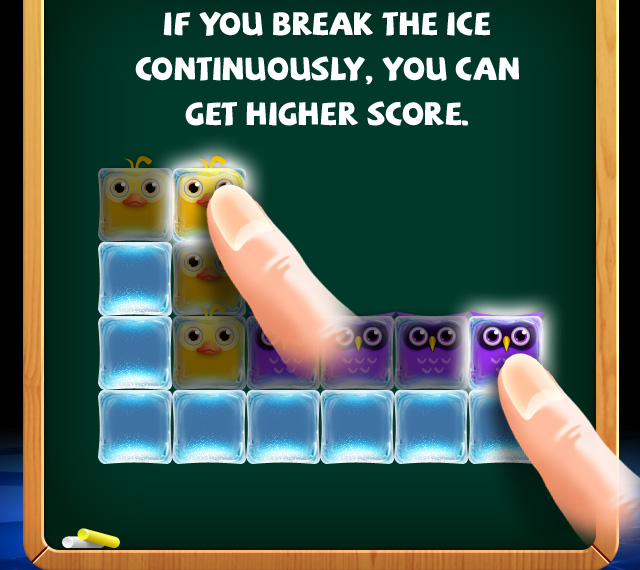 IF YOU BREAK THE ICE
CONTINUOUSLY, YOU CAN
GET HIGHER SCORE.